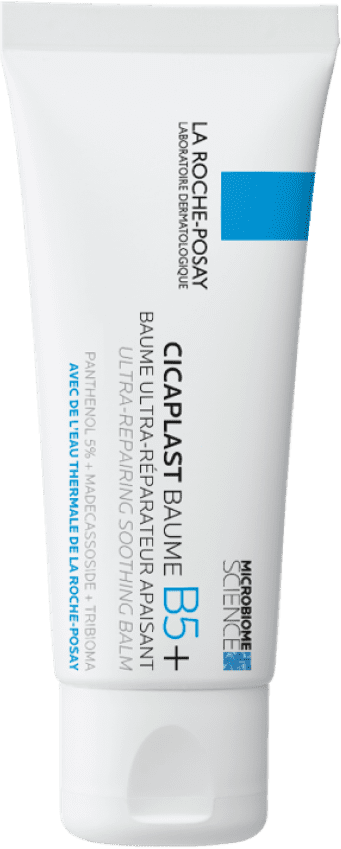 LA ROCHE-POSAY
LABORATOIRE DERMATOLOGIQUE
CICAPLAST BAUME B5+
BAUME ULTRA-RÉPARATEUR APAISANT
ULTRA-REPAIRING SOOTHING BALM
PANTHENOL 5% + MADECASSOSIDE + TRIBIOMA
AVEC DE L'EAU THERMALE DE LA ROCHE-POSAY
MICROBIOME
SCIENCE